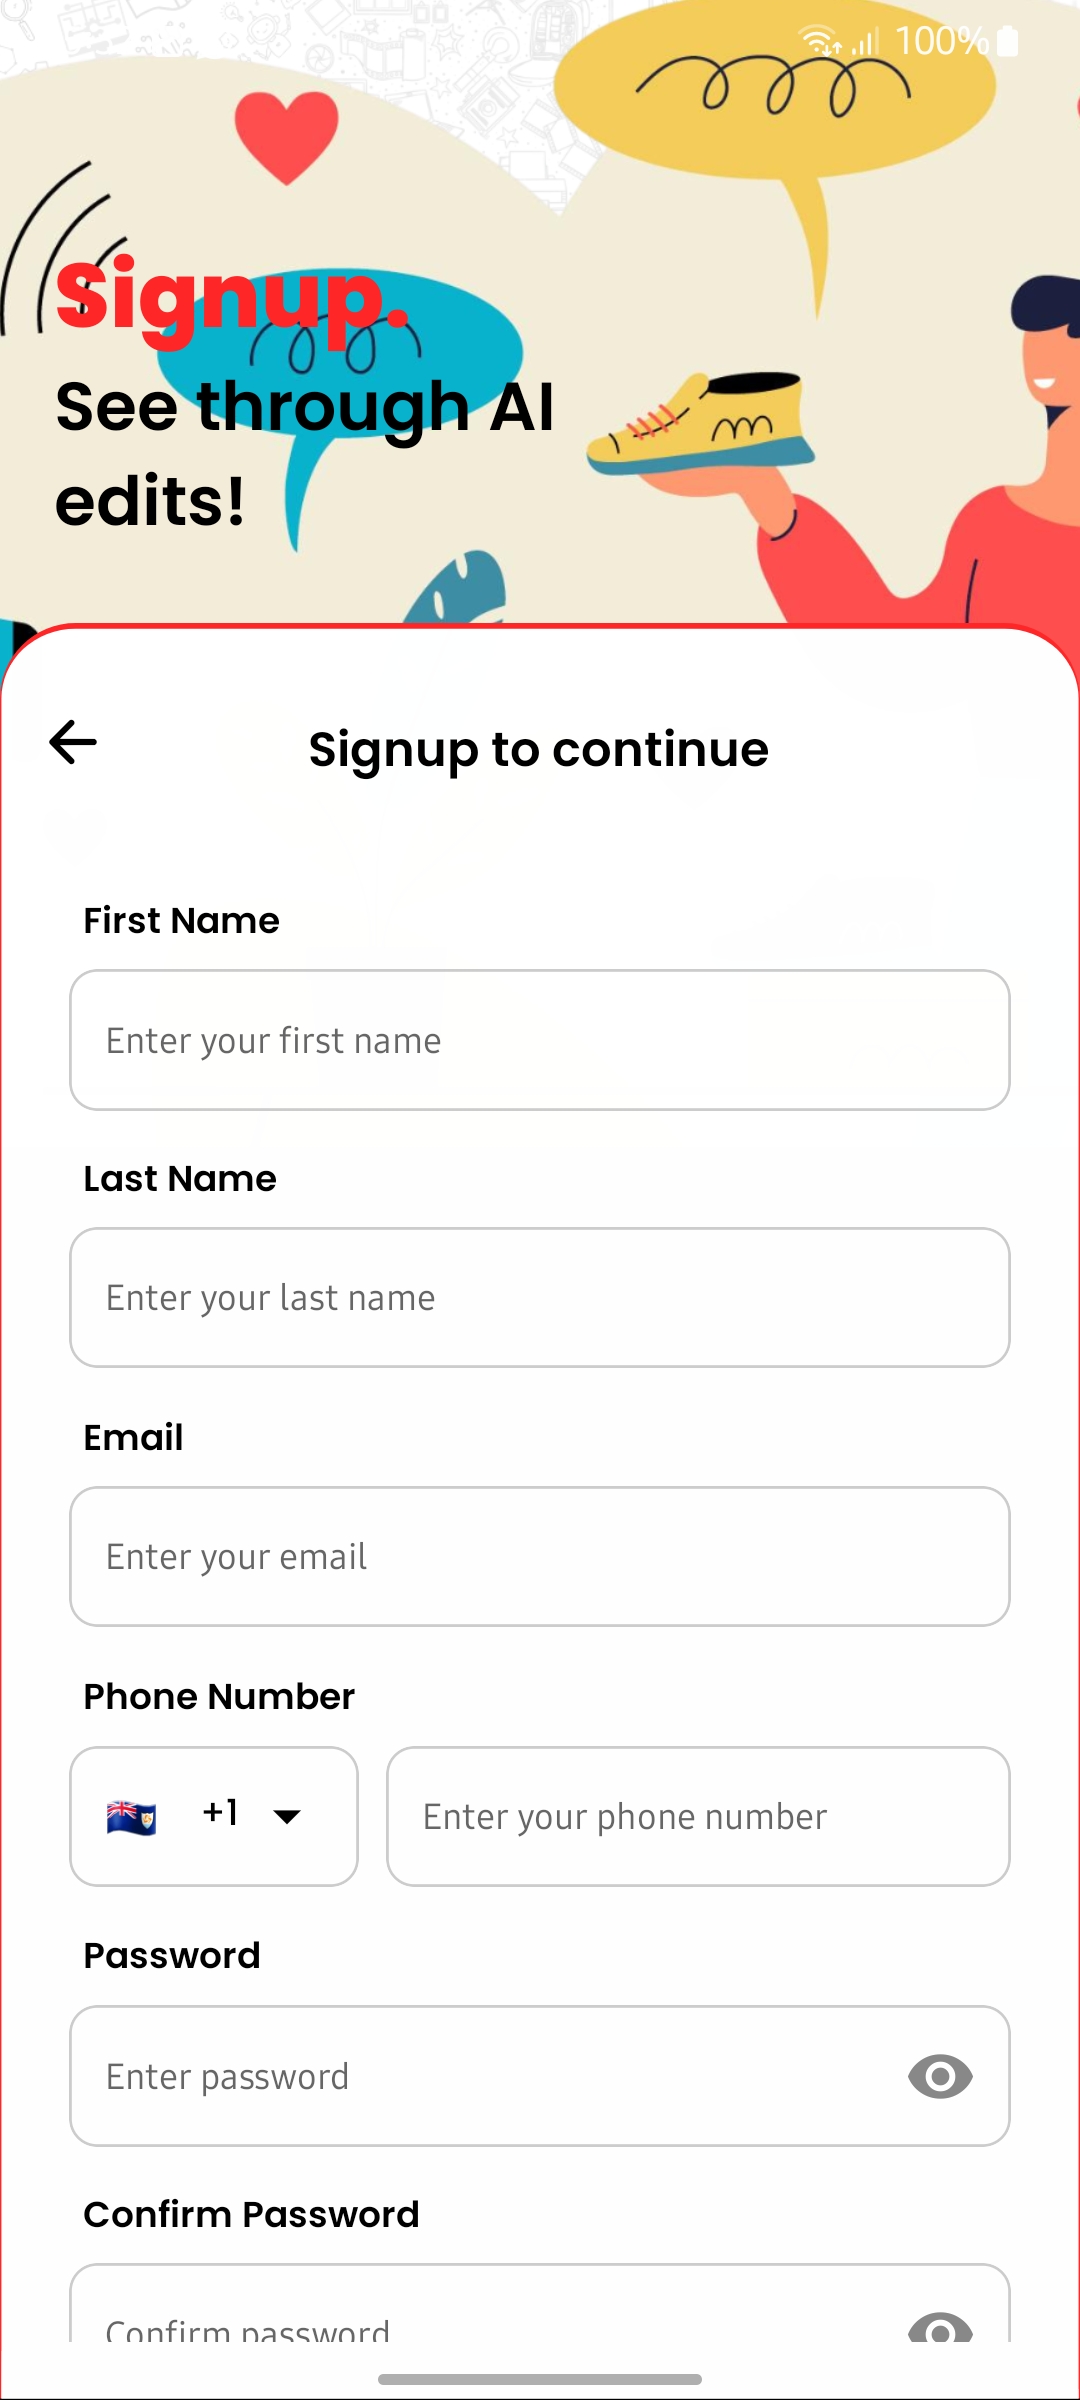 100%
Signup.
See through AI
edits!
Signup to continue
First Name
Enter your first name
Last Name
Enter your last name
Email
Enter your email
Phone Number
+1
Enter your phone number
Password
Enter password
Confirm Password
Confirm password